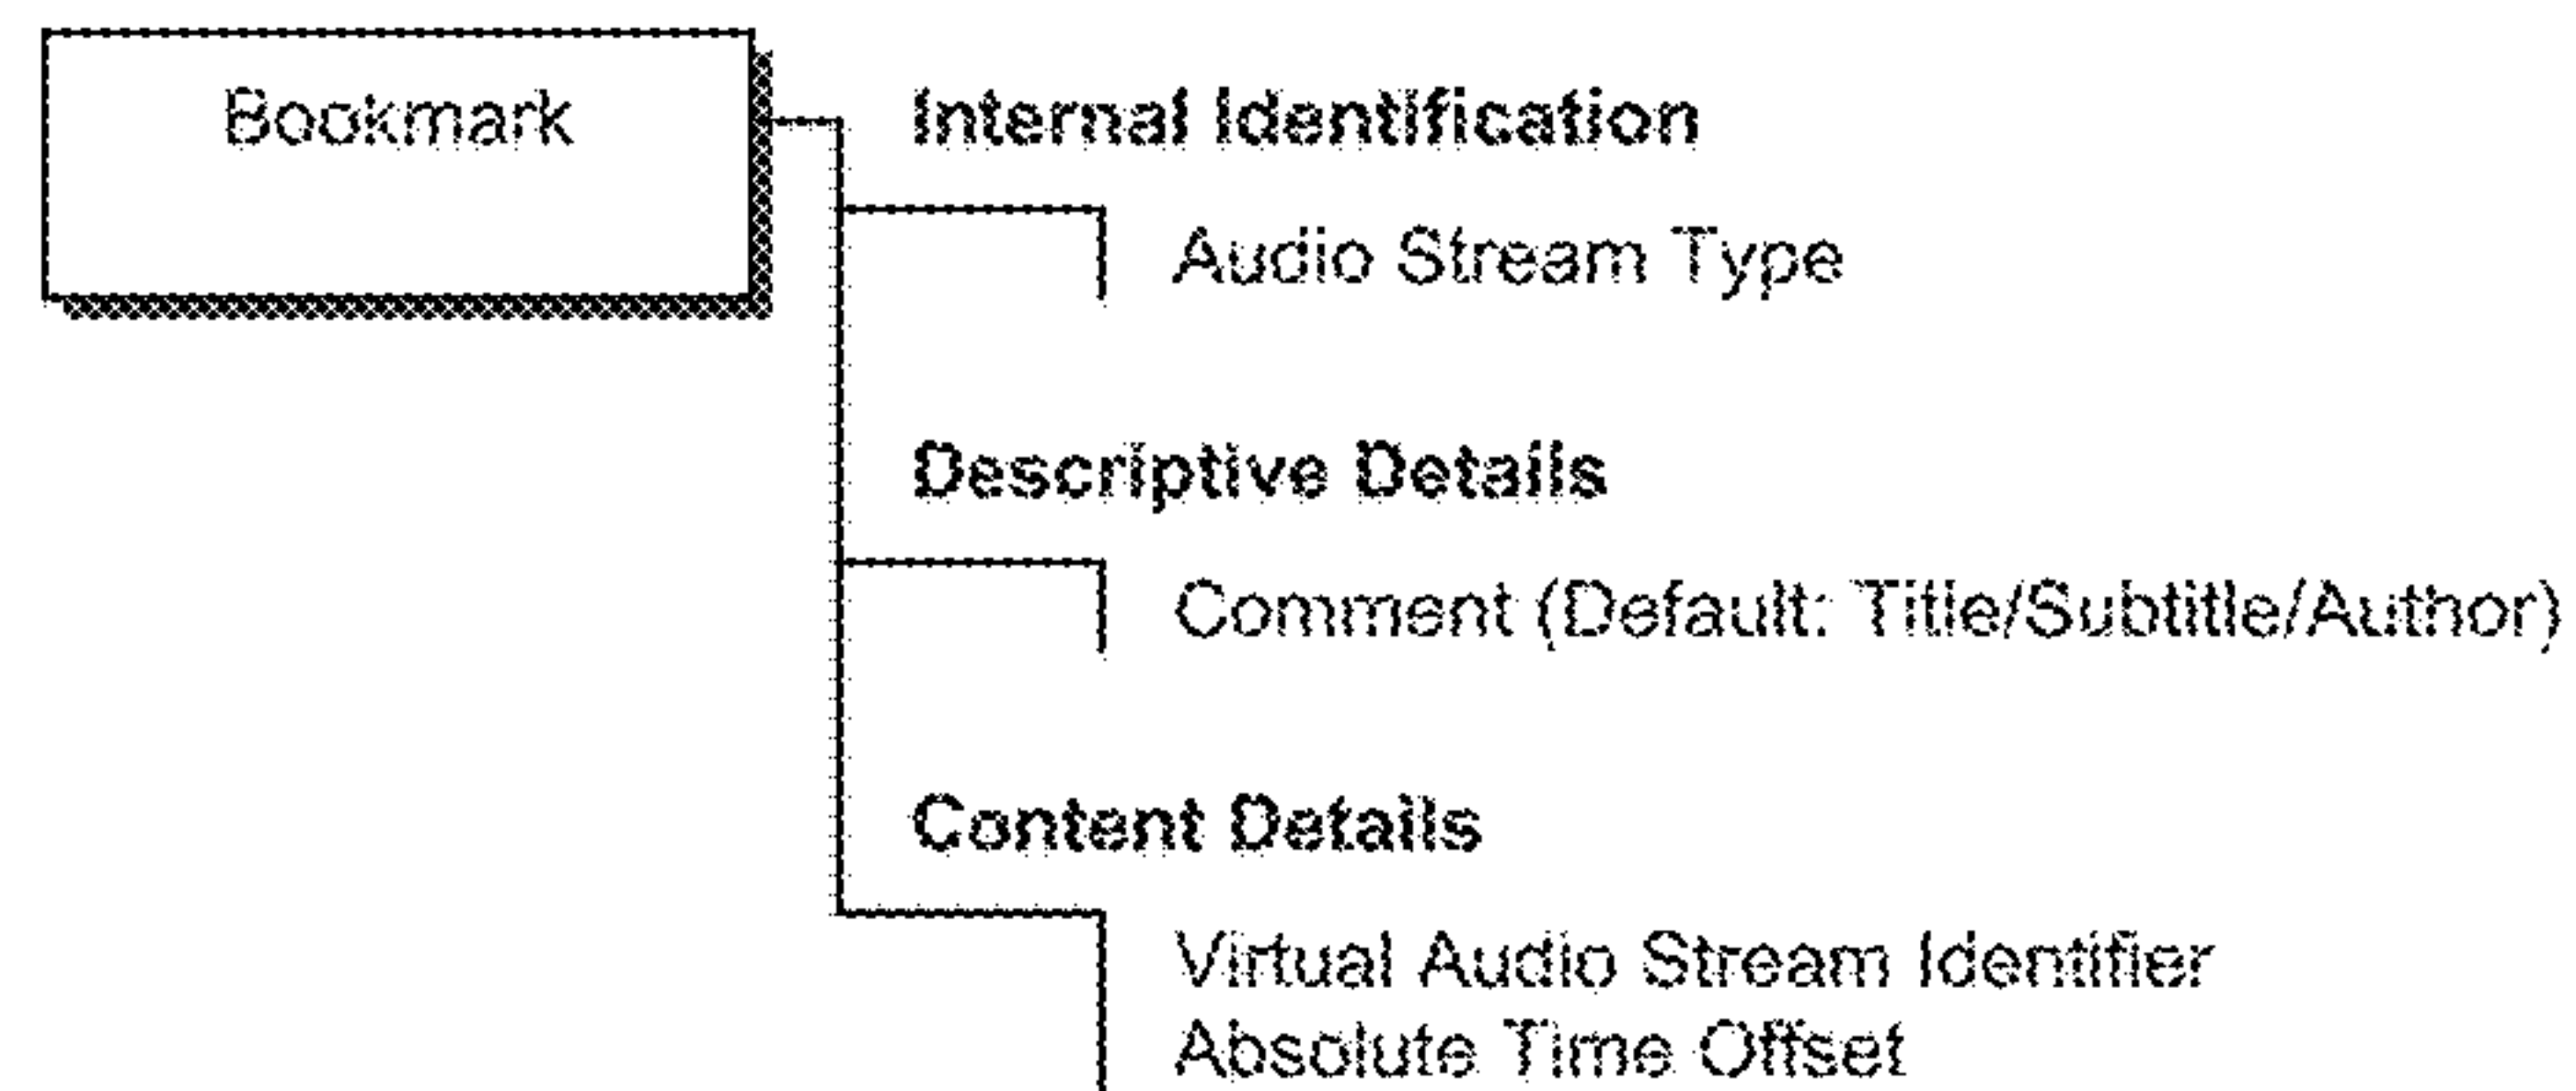 Bookmark
Internal Identification
Audio Stream Type
Descriptive Details
Comment (Default: Title/Subtitle/Author)
Content Details
Virtual Audio Stream Identifier
Absolute Time Offset